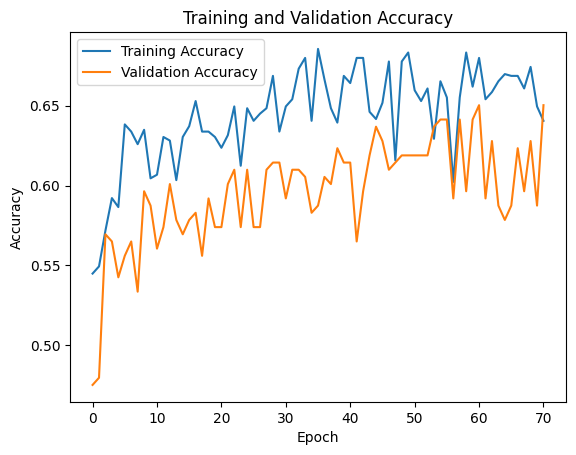 Training and Validation Accuracy
Training Accuracy
Validation Accuracy
0.65
0.60
0.55
0.50
Accuracy
0 10 20 30 40 50 60 70
Epoch